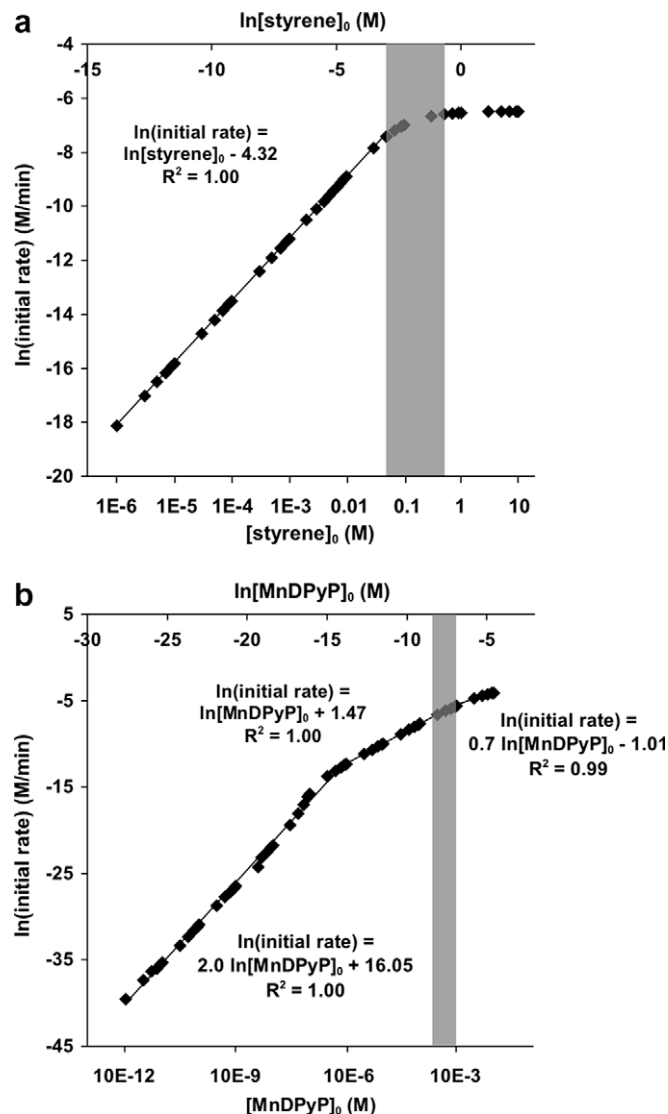 a
ln[styrene]₀ (M)
-15 -10 -5 0
-4
-6
-8
-10
-12
-14
-16
-18
-20
ln(initial rate) (M/min)
ln(initial rate) =
ln[styrene]₀ - 4.32
R² = 1.00
1E-6 1E-5 1E-4 1E-3 0.01 0.1 1 10
[styrene]₀ (M)
b
ln[MnDPyP]₀ (M)
-30 -25 -20 -15 -10 -5
5
-5
-15
-25
-35
-45
ln(initial rate) (M/min)
ln(initial rate) =
ln[MnDPyP]₀ + 1.47
R² = 1.00
ln(initial rate) =
0.7 ln[MnDPyP]₀ - 1.01
R² = 0.99
ln(initial rate) =
2.0 ln[MnDPyP]₀ + 16.05
R² = 1.00
10E-12 10E-9 10E-6 10E-3
[MnDPyP]₀ (M)